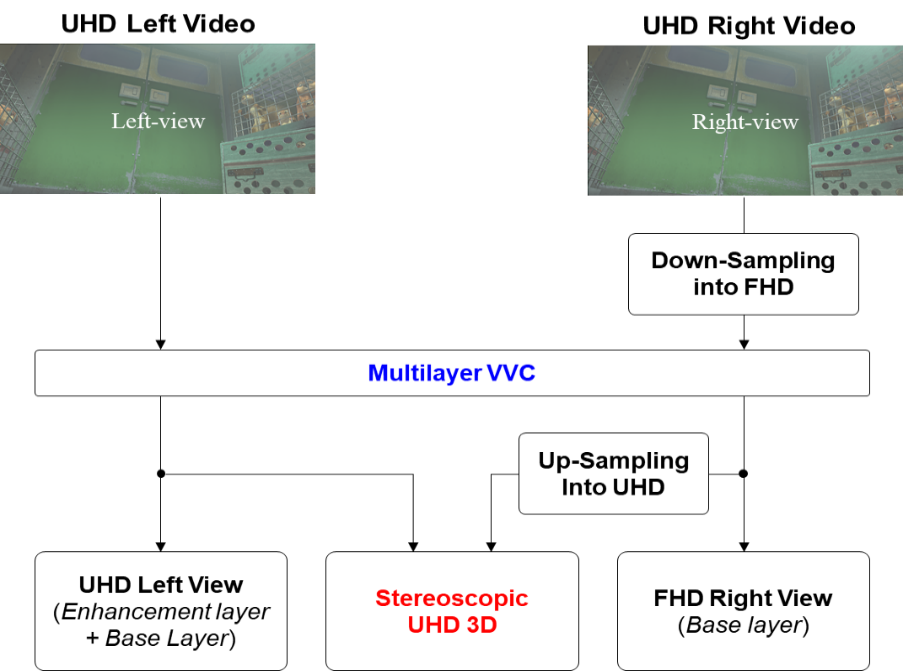 UHD Left Video
UHD Right Video
Left-view
Right-view
Down-Sampling
into FHD
Multilayer VVC
Up-Sampling
Into UHD
UHD Left View
(Enhancement layer
+ Base Layer)
Stereoscopic
UHD 3D
FHD Right View
(Base layer)